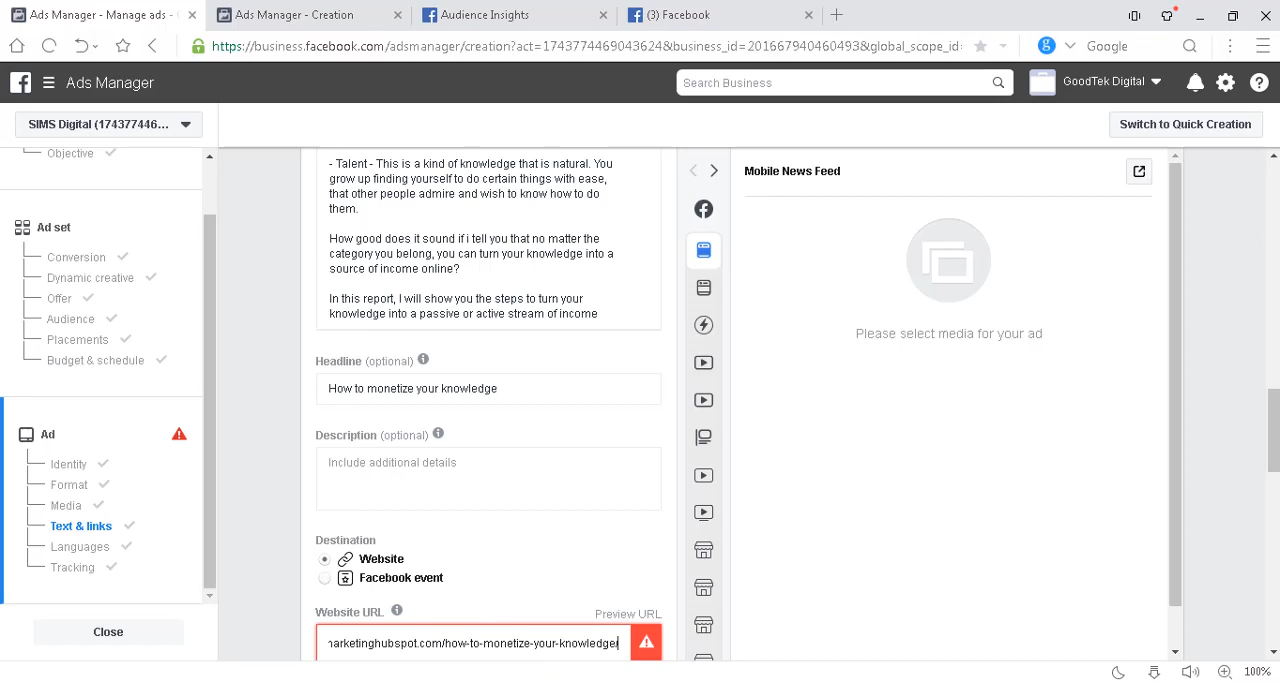 Ads Manager - Manage ads -
Ads Manager - Creation
Audience Insights
(3) Facebook
https://business.facebook.com/adsmanager/creation?act=1743774469043624&business_id=201667940460493&global_scope_id=
Google
Ads Manager
Search Business
GoodTek Digital
SIMS Digital (174377446...
Switch to Quick Creation
Objective
Ad set
Conversion
Dynamic creative
Offer
Audience
Placements
Budget & schedule
Ad
Identity
Format
Media
Text & links
Languages
Tracking
Close
- Talent - This is a kind of knowledge that is natural. You
grow up finding yourself to do certain things with ease,
that other people admire and wish to know how to do
them.
How good does it sound if i tell you that no matter the
category you belong, you can turn your knowledge into a
source of income online?
In this report, I will show you the steps to turn your
knowledge into a passive or active stream of income
Headline (optional)
How to monetize your knowledge
Description (optional)
Include additional details
Destination
Website
Facebook event
Website URL
Preview URL
narketinghubspot.com/how-to-monetize-your-knowledge/
Mobile News Feed
Please select media for your ad
100%